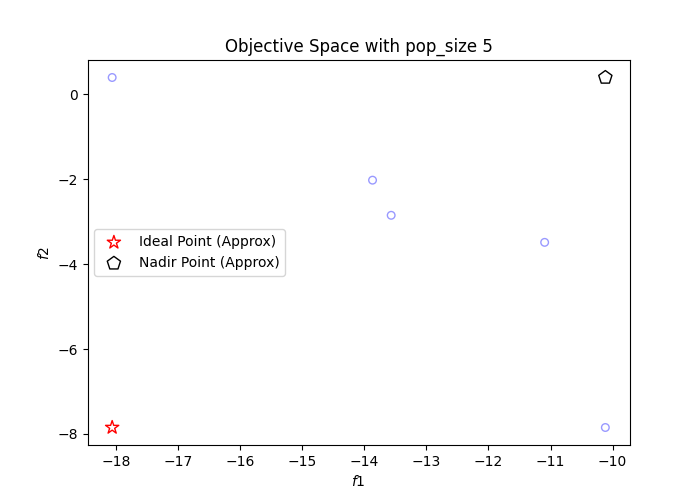 Objective Space with pop_size 5
0
−2
−4
−6
−8
f2
Ideal Point (Approx)
Nadir Point (Approx)
−18
−17
−16
−15
−14
−13
−12
−11
−10
f1